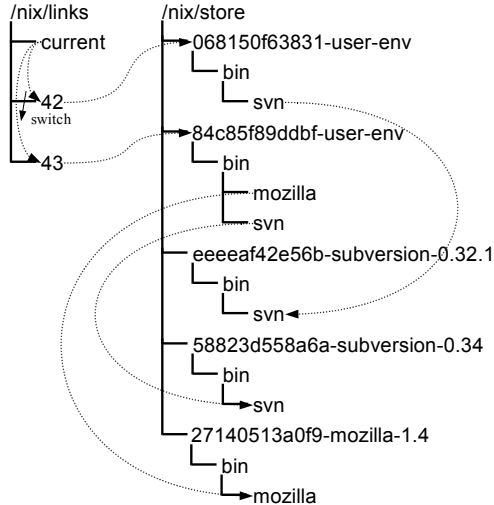 /nix/links
current
42
switch
43
/nix/store
068150f63831-user-env
bin
svn
84c85f89ddbf-user-env
bin
mozilla
svn
eeeeaf42e56b-subversion-0.32.1
bin
svn
58823d558a6a-subversion-0.34
bin
svn
27140513a0f9-mozilla-1.4
bin
mozilla